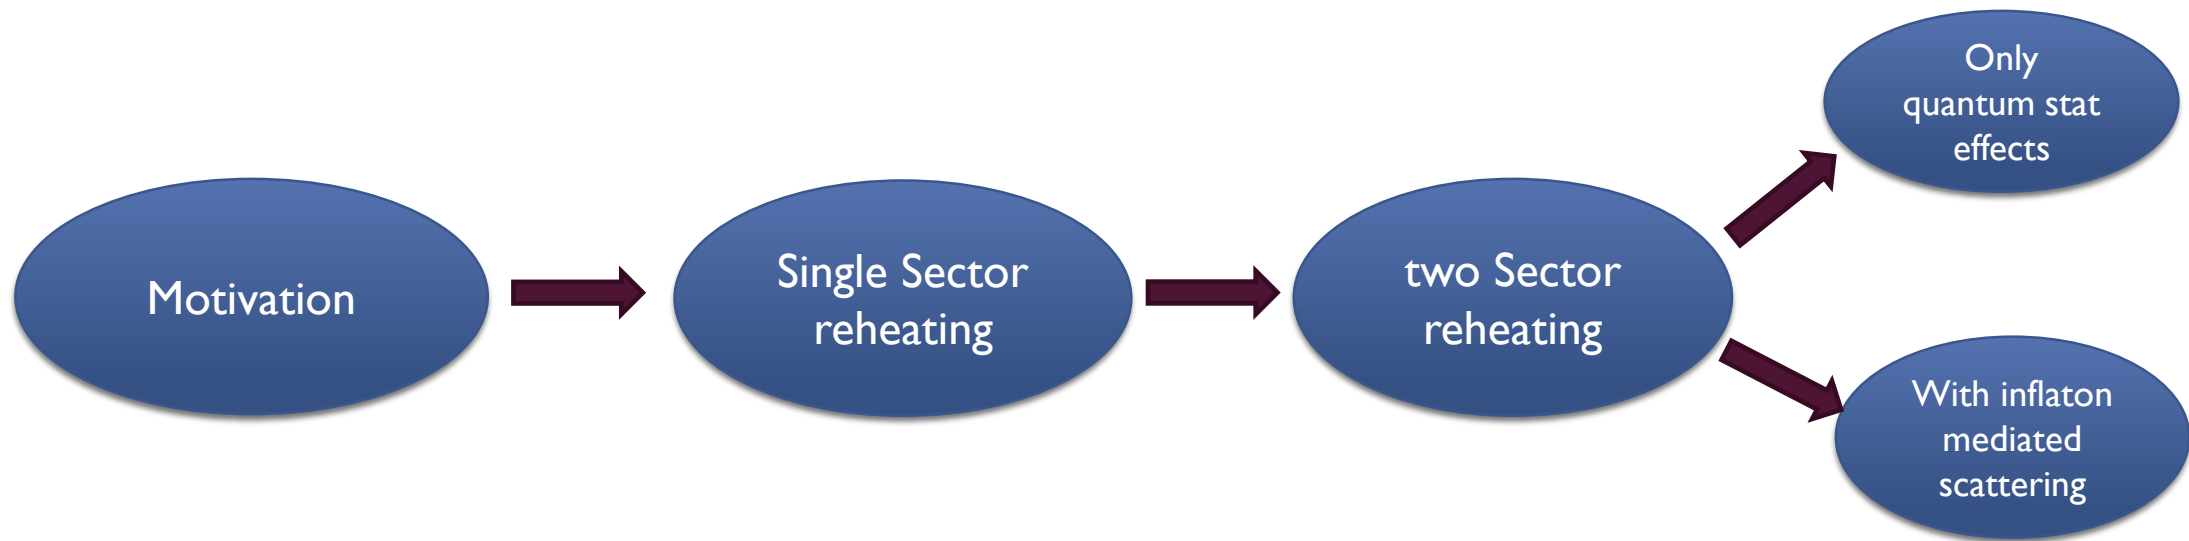 Motivation
Single Sector
reheating
two Sector
reheating
Only
quantum stat
effects
With inflaton
mediated
scattering